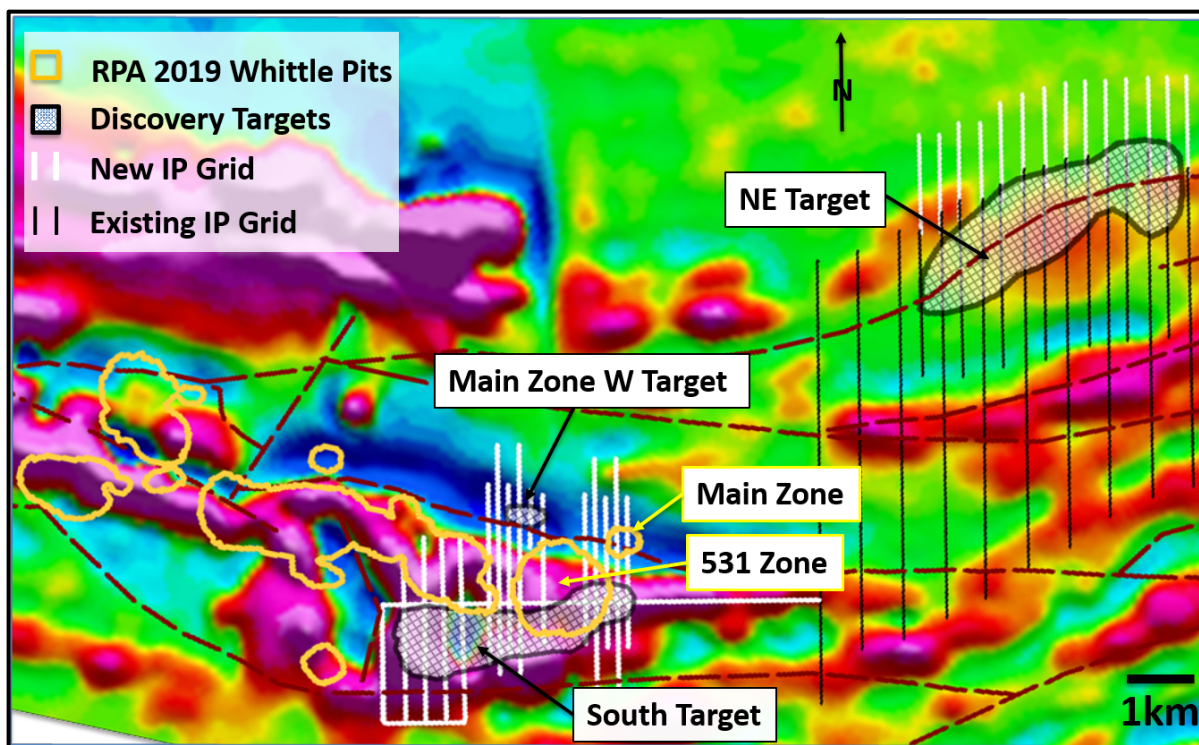 RPA 2019 Whittle Pits
Discovery Targets
New IP Grid
Existing IP Grid
N
NE Target
Main Zone W Target
Main Zone
531 Zone
South Target
1km